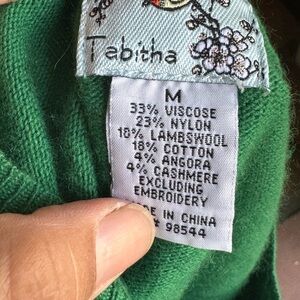 Tabitha
M
33% VISCOSE
23% NYLON
18% LAMBSWOOL
18% COTTON
4% ANGORA
4% CASHMERE
EXCLUDING
EMBROIDERY
IN CHINA
# 98544